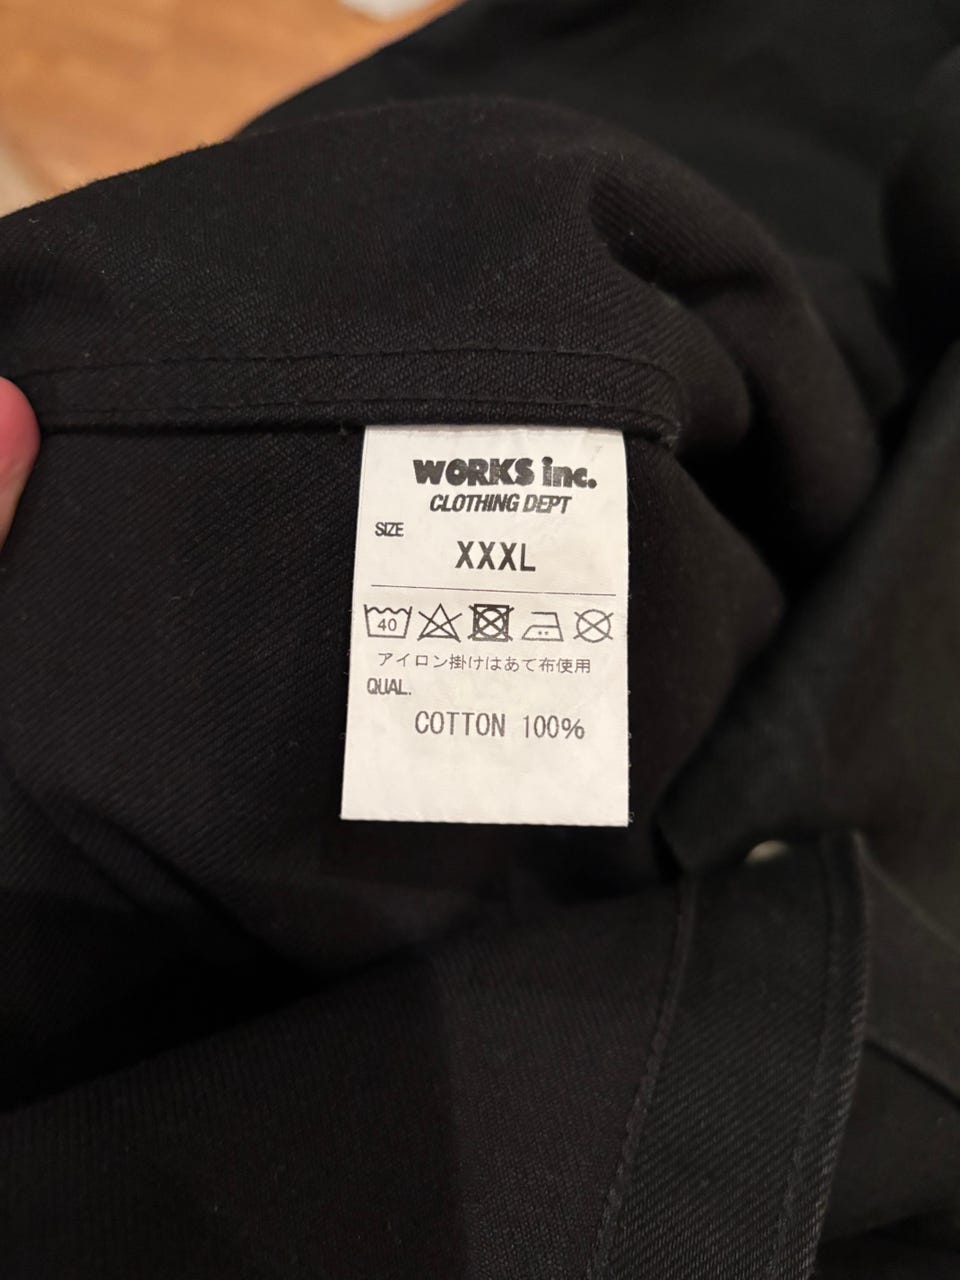 WORKS inc.
CLOTHING DEPT
SIZE
XXXL
40
アイロン掛けはあて布使用
QUAL.
COTTON 100%